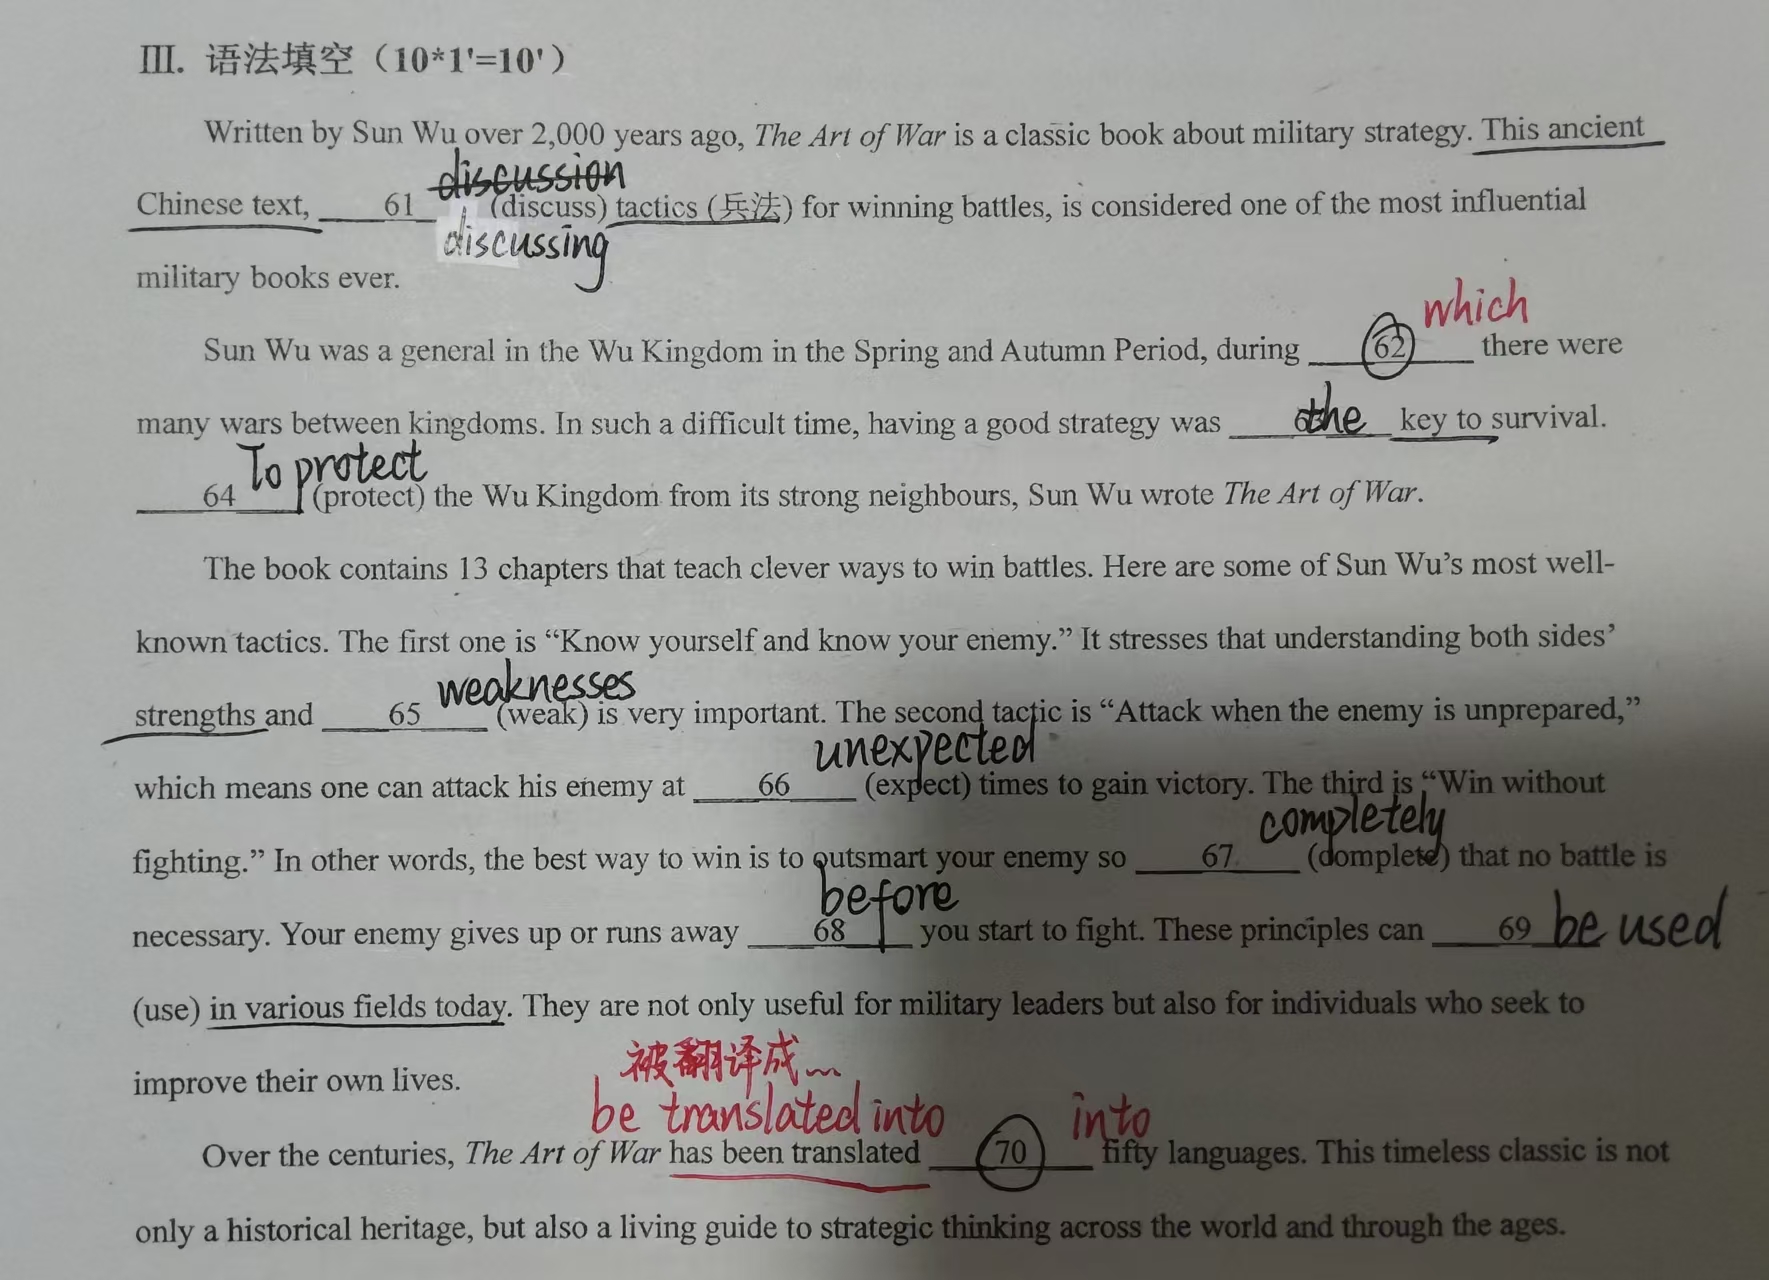 III. 语法填空（10*1'=10'）
Written by Sun Wu over 2,000 years ago, The Art of War is a classic book about military strategy. This ancient
discussion
Chinese text, 61 (discuss) tactics (兵法) for winning battles, is considered one of the most influential
discussing
military books ever.
which
Sun Wu was a general in the Wu Kingdom in the Spring and Autumn Period, during 62 there were
many wars between kingdoms. In such a difficult time, having a good strategy was the key to survival.
To protect
64 (protect) the Wu Kingdom from its strong neighbours, Sun Wu wrote The Art of War.
The book contains 13 chapters that teach clever ways to win battles. Here are some of Sun Wu's most well-
known tactics. The first one is “Know yourself and know your enemy.” It stresses that understanding both sides’
weaknesses
strengths and 65 (weak) is very important. The second tactic is “Attack when the enemy is unprepared,”
unexpected
which means one can attack his enemy at 66 (expect) times to gain victory. The third is “Win without
completely
fighting.” In other words, the best way to win is to outsmart your enemy so 67 (complete) that no battle is
before
necessary. Your enemy gives up or runs away 68 you start to fight. These principles can 69 be used
(use) in various fields today. They are not only useful for military leaders but also for individuals who seek to
被翻译成~
improve their own lives.
be translated into into
Over the centuries, The Art of War has been translated 70 fifty languages. This timeless classic is not
only a historical heritage, but also a living guide to strategic thinking across the world and through the ages.